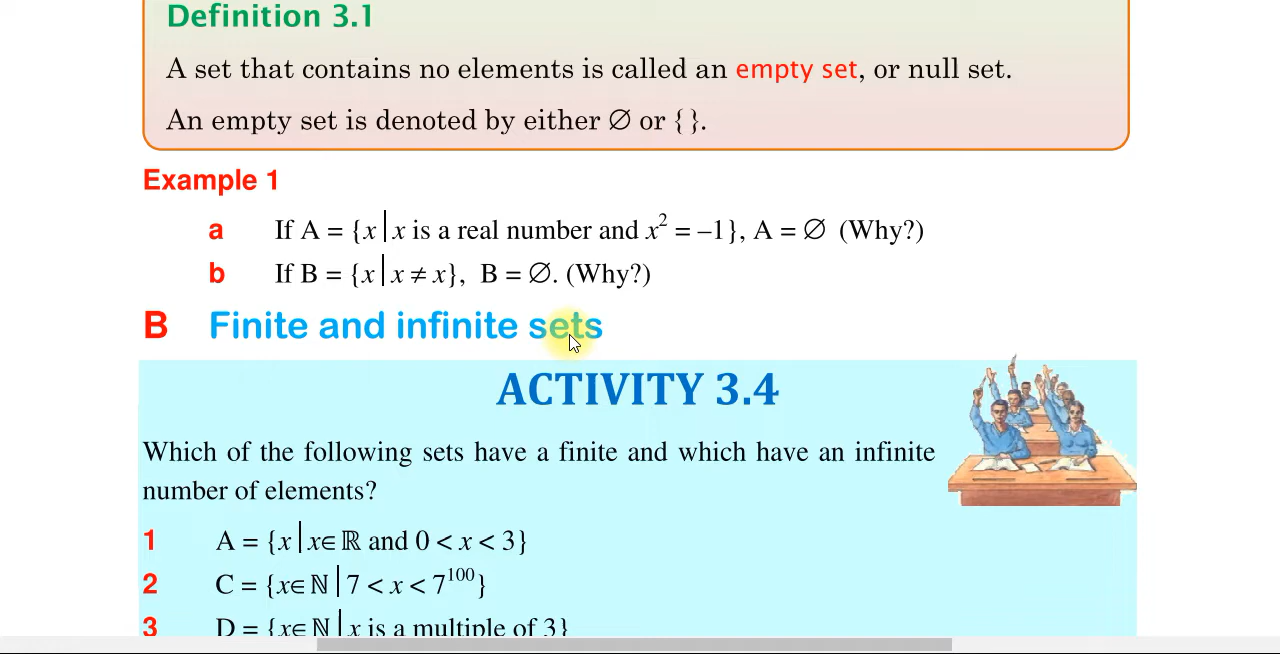 Definition 3.1
A set that contains no elements is called an empty set, or null set.
An empty set is denoted by either ∅ or { }.
Example 1
a If A = {x | x is a real number and x² = –1}, A = ∅ (Why?)
b If B = {x | x ≠ x}, B = ∅. (Why?)
B Finite and infinite sets
ACTIVITY 3.4
Which of the following sets have a finite and which have an infinite
number of elements?
1 A = {x | x∈ ℝ and 0 < x < 3}
2 C = {x∈ ℕ | 7 < x < 7¹⁰⁰}
3 D = {x∈ ℕ | x is a multiple of 3}